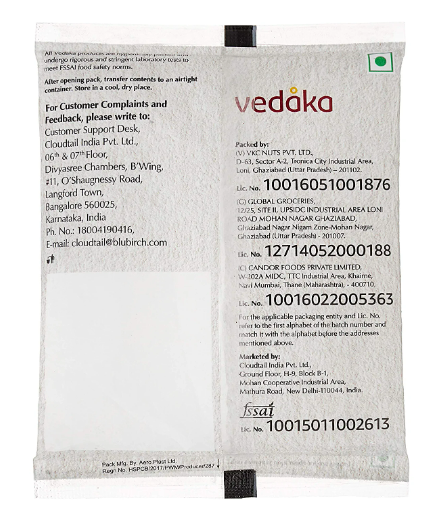 All Vedaka products are
undergo rigorous and stringent laboratory tests to
meet FSSAI food safety norms.
After opening pack, transfer contents to an airtight
container. Store in a cool, dry place.
For Customer Complaints and
Feedback, please write to:
Customer Support Desk,
Cloudtail India Pvt. Ltd.,
06th & 07th Floor,
Divyasree Chambers, B'Wing,
#11, O'Shaugnessy Road,
Langford Town,
Bangalore 560025,
Karnataka, India
Ph. No.: 18004190416,
E-mail: cloudtail@blubirch.com
vedaka
Packed by:
(V) VKC NUTS PVT. LTD.,
D-63, Sector A-2, Tronica City Industrial Area,
Loni, Ghaziabad (Uttar Pradesh) – 201102.
Lic. No. 10016051001876
(G) GLOBAL GROCERIES,
12/25, SITE II, UPSIDC INDUSTRIAL AREA LONI
ROAD MOHAN NAGAR GHAZIABAD,
Ghaziabad Nagar Nigam Zone-Mohan Nagar,
Ghaziabad (Uttar Pradesh) - 201007.
Lic. No. 12714052000188
(C) CANDOR FOODS PRIVATE LIMITED,
W-202A MIDC, TTC Industrial Area, Khairne,
Navi Mumbai, Thane (Maharashtra), - 400710.
Lic. No. 10016022005363
For the applicable packaging entity and Lic. No.
refer to the first alphabet of the batch number and
match it with the alphabet before the addresses
mentioned above.
Marketed by:
Cloudtail India Pvt. Ltd.,
Ground Floor, H-9, Block B-1,
Mohan Cooperative Industrial Area,
Mathura Road, New Delhi-110044, India.
fssai
Lic. No. 10015011002613
Pack Mfg. By. Aero Plast Ltd.